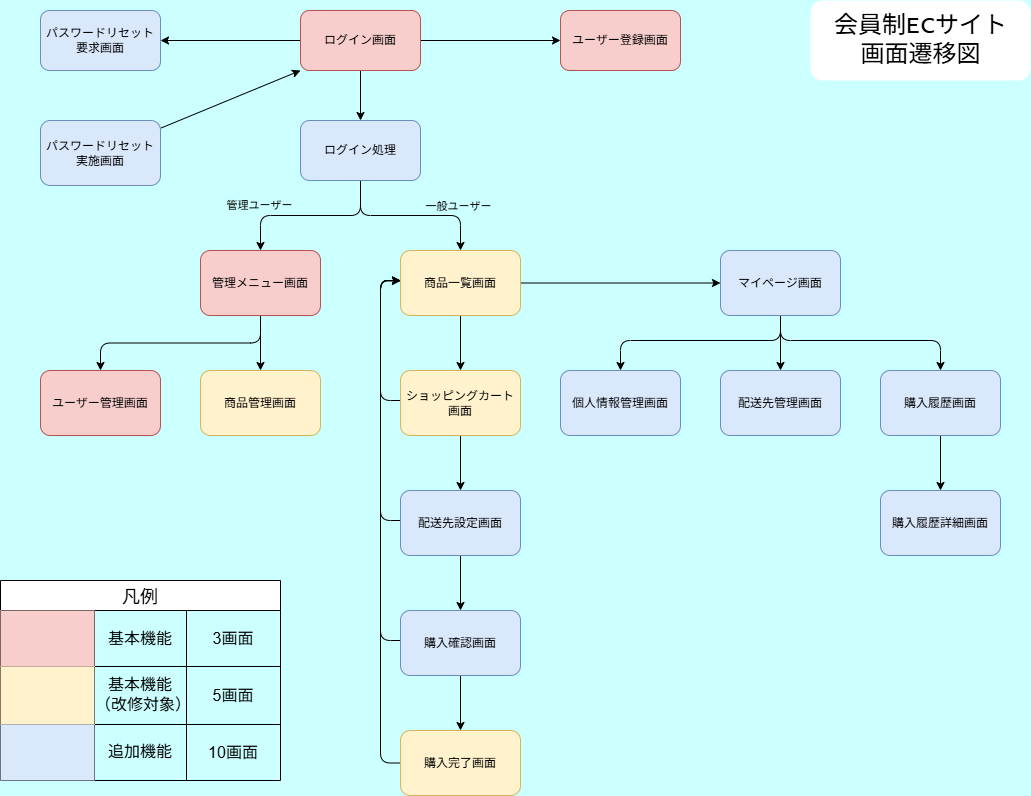 会員制ECサイト
画面遷移図
パスワードリセット
要求画面
ログイン画面
ユーザー登録画面
パスワードリセット
実施画面
ログイン処理
管理ユーザー
一般ユーザー
管理メニュー画面
商品一覧画面
マイページ画面
ユーザー管理画面
商品管理画面
ショッピングカート
画面
個人情報管理画面
配送先管理画面
購入履歴画面
配送先設定画面
購入履歴詳細画面
購入確認画面
購入完了画面
凡例
基本機能
3画面
基本機能
（改修対象）
5画面
追加機能
10画面